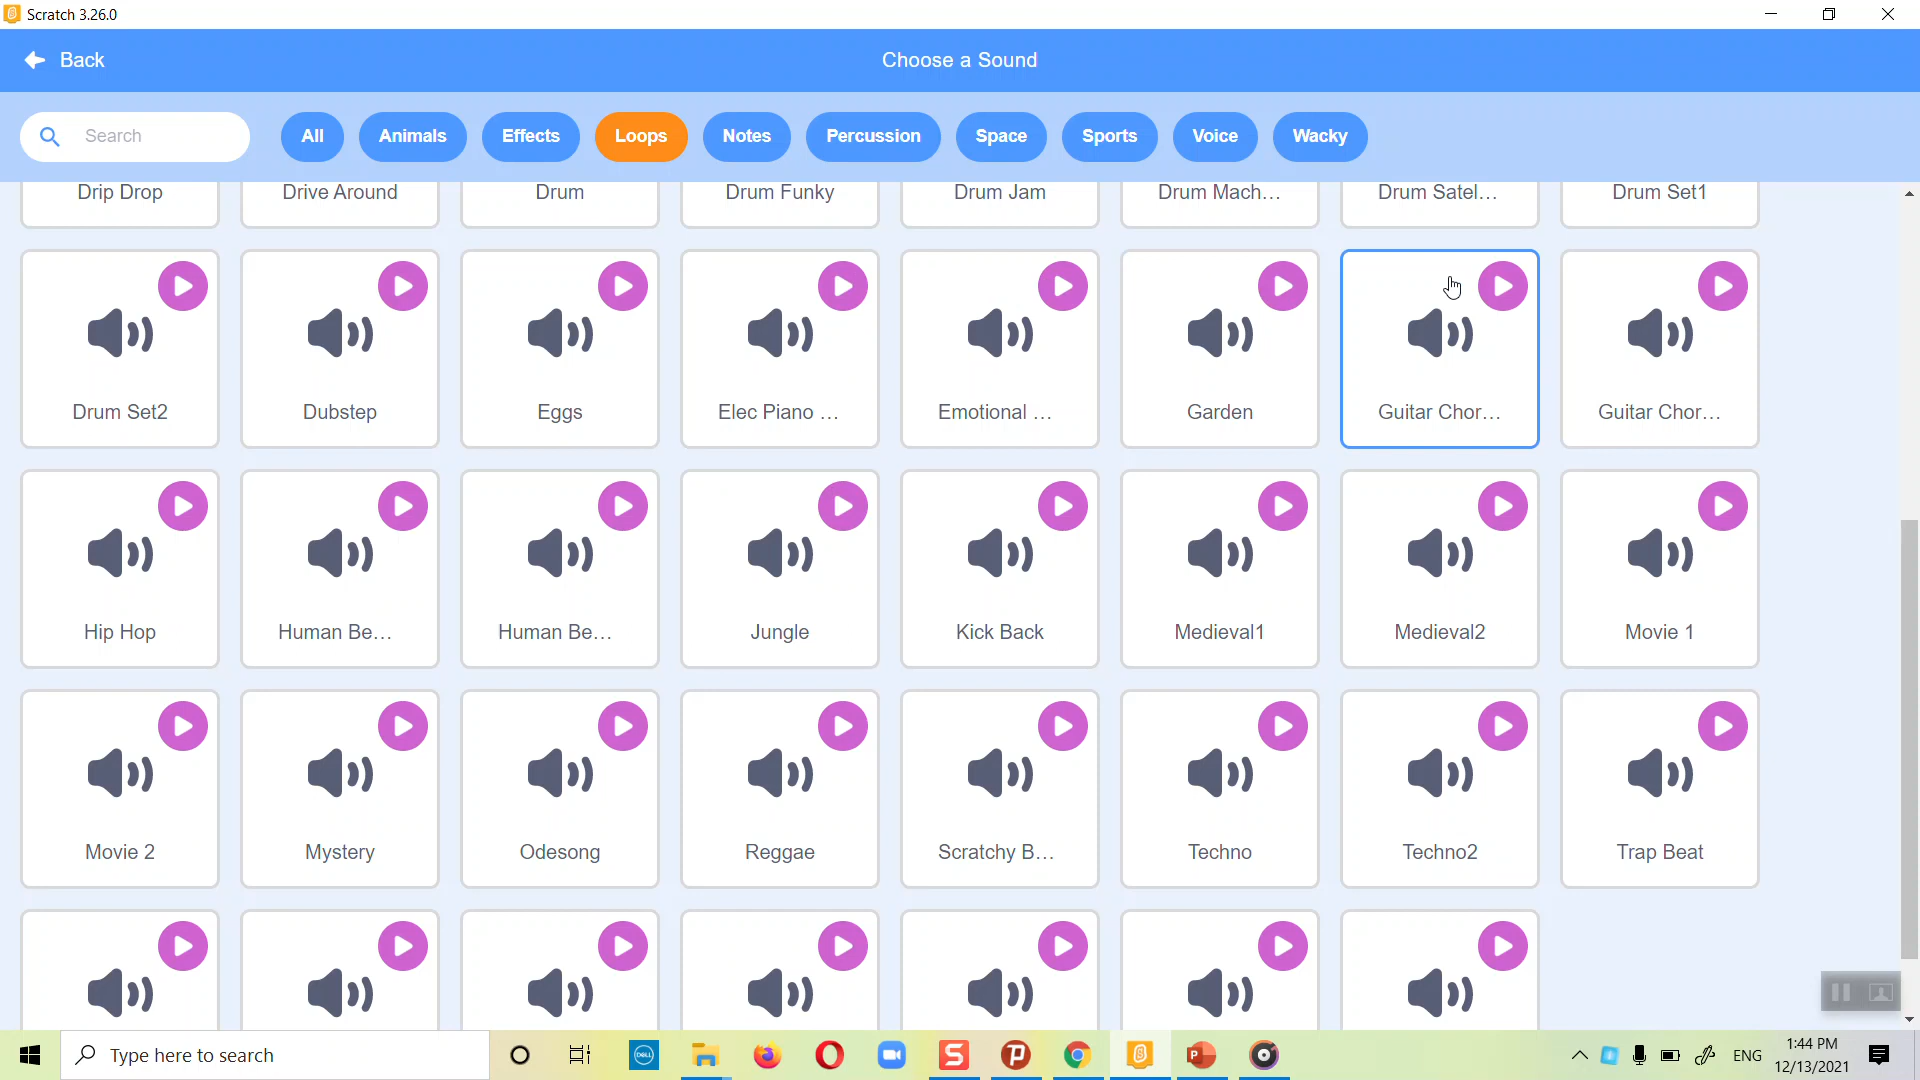 Scratch 3.26.0
Back
Choose a Sound
Search
All
Animals
Effects
Loops
Notes
Percussion
Space
Sports
Voice
Wacky
Drip Drop
Drive Around
Drum
Drum Funky
Drum Jam
Drum Mach...
Drum Satel...
Drum Set1
Drum Set2
Dubstep
Eggs
Elec Piano ...
Emotional ...
Garden
Guitar Chor...
Guitar Chor...
Hip Hop
Human Be...
Human Be...
Jungle
Kick Back
Medieval1
Medieval2
Movie 1
Movie 2
Mystery
Odesong
Reggae
Scratchy B...
Techno
Techno2
Trap Beat
Type here to search
DELL
S
P
P
ENG
1:44 PM
12/13/2021